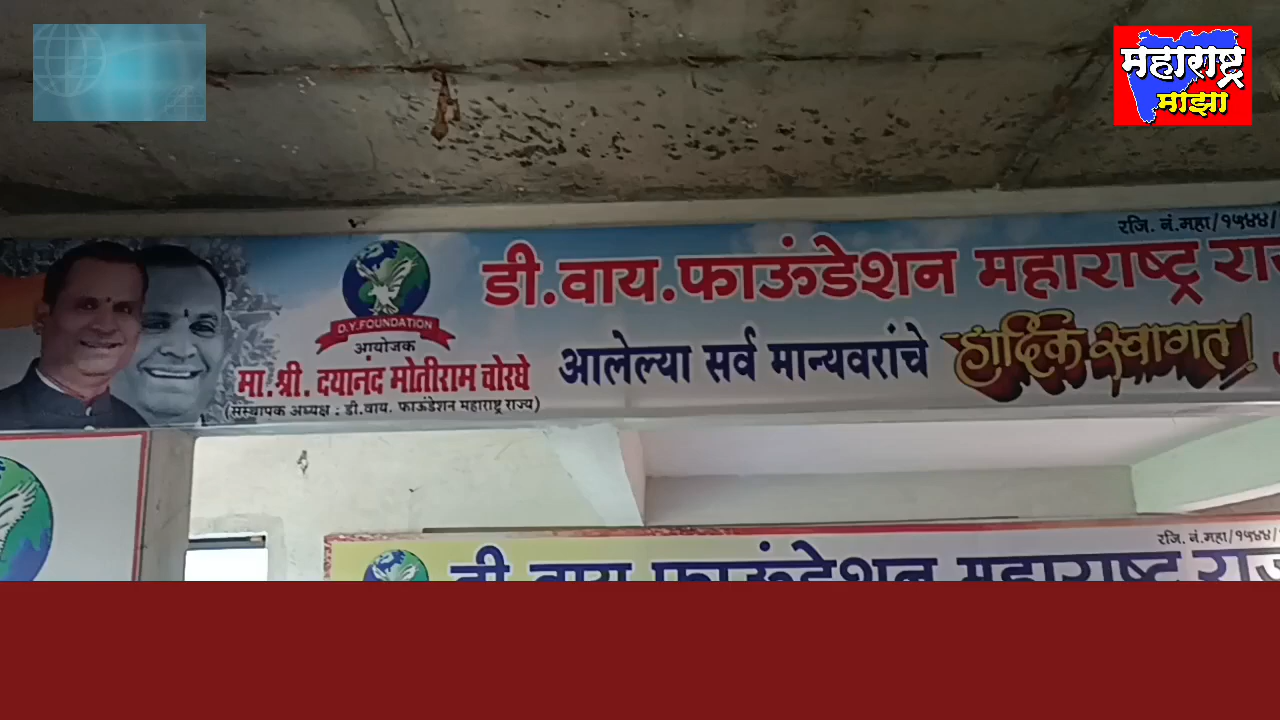 महाराष्ट्र
माझा
रजि. नं.महा/१५४४/
डी.वाय.फाऊंडेशन महाराष्ट्र
D.Y.FOUNDATION
आयोजक
मा.श्री. दयानंद मोतीराम चोरघे
(संस्थापक अध्यक्ष : डी.वाय. फाऊंडेशन महाराष्ट्र राज्य)
आलेल्या सर्व मान्यवरांचे हार्दिक स्वागत!
रजि. नं.महा/१५४४/
डी.वाय.फाऊंडेशन महाराष्ट्र